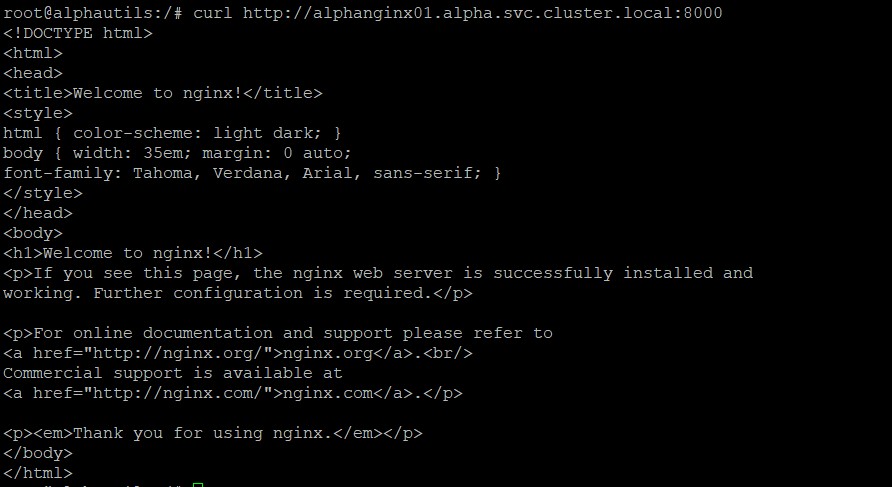 root@alphautils:/# curl http://alphanginx01.alpha.svc.cluster.local:8000
<!DOCTYPE html>
<html>
<head>
<title>Welcome to nginx!</title>
<style>
html { color-scheme: light dark; }
body { width: 35em; margin: 0 auto;
font-family: Tahoma, Verdana, Arial, sans-serif; }
</style>
</head>
<body>
<h1>Welcome to nginx!</h1>
<p>If you see this page, the nginx web server is successfully installed and
working. Further configuration is required.</p>

<p>For online documentation and support please refer to
<a href="http://nginx.org/">nginx.org</a>.<br/>
Commercial support is available at
<a href="http://nginx.com/">nginx.com</a>.</p>

<p><em>Thank you for using nginx.</em></p>
</body>
</html>